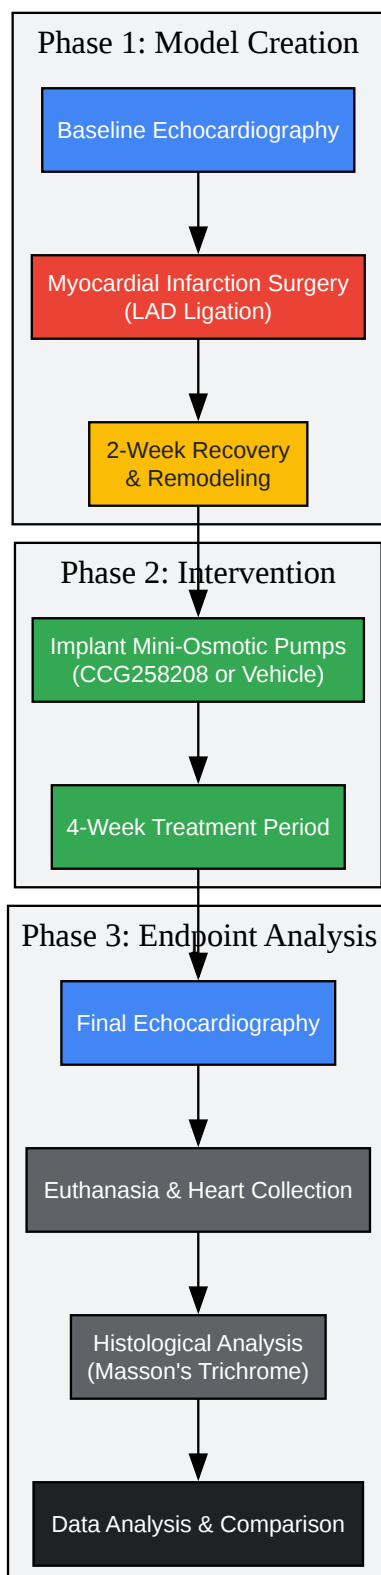 Phase 1: Model Creation
Baseline Echocardiography
Myocardial Infarction Surgery
(LAD Ligation)
2-Week Recovery
& Remodeling
Phase 2: Intervention
Implant Mini-Osmotic Pumps
(CCG258208 or Vehicle)
4-Week Treatment Period
Phase 3: Endpoint Analysis
Final Echocardiography
Euthanasia & Heart Collection
Histological Analysis
(Masson's Trichrome)
Data Analysis & Comparison